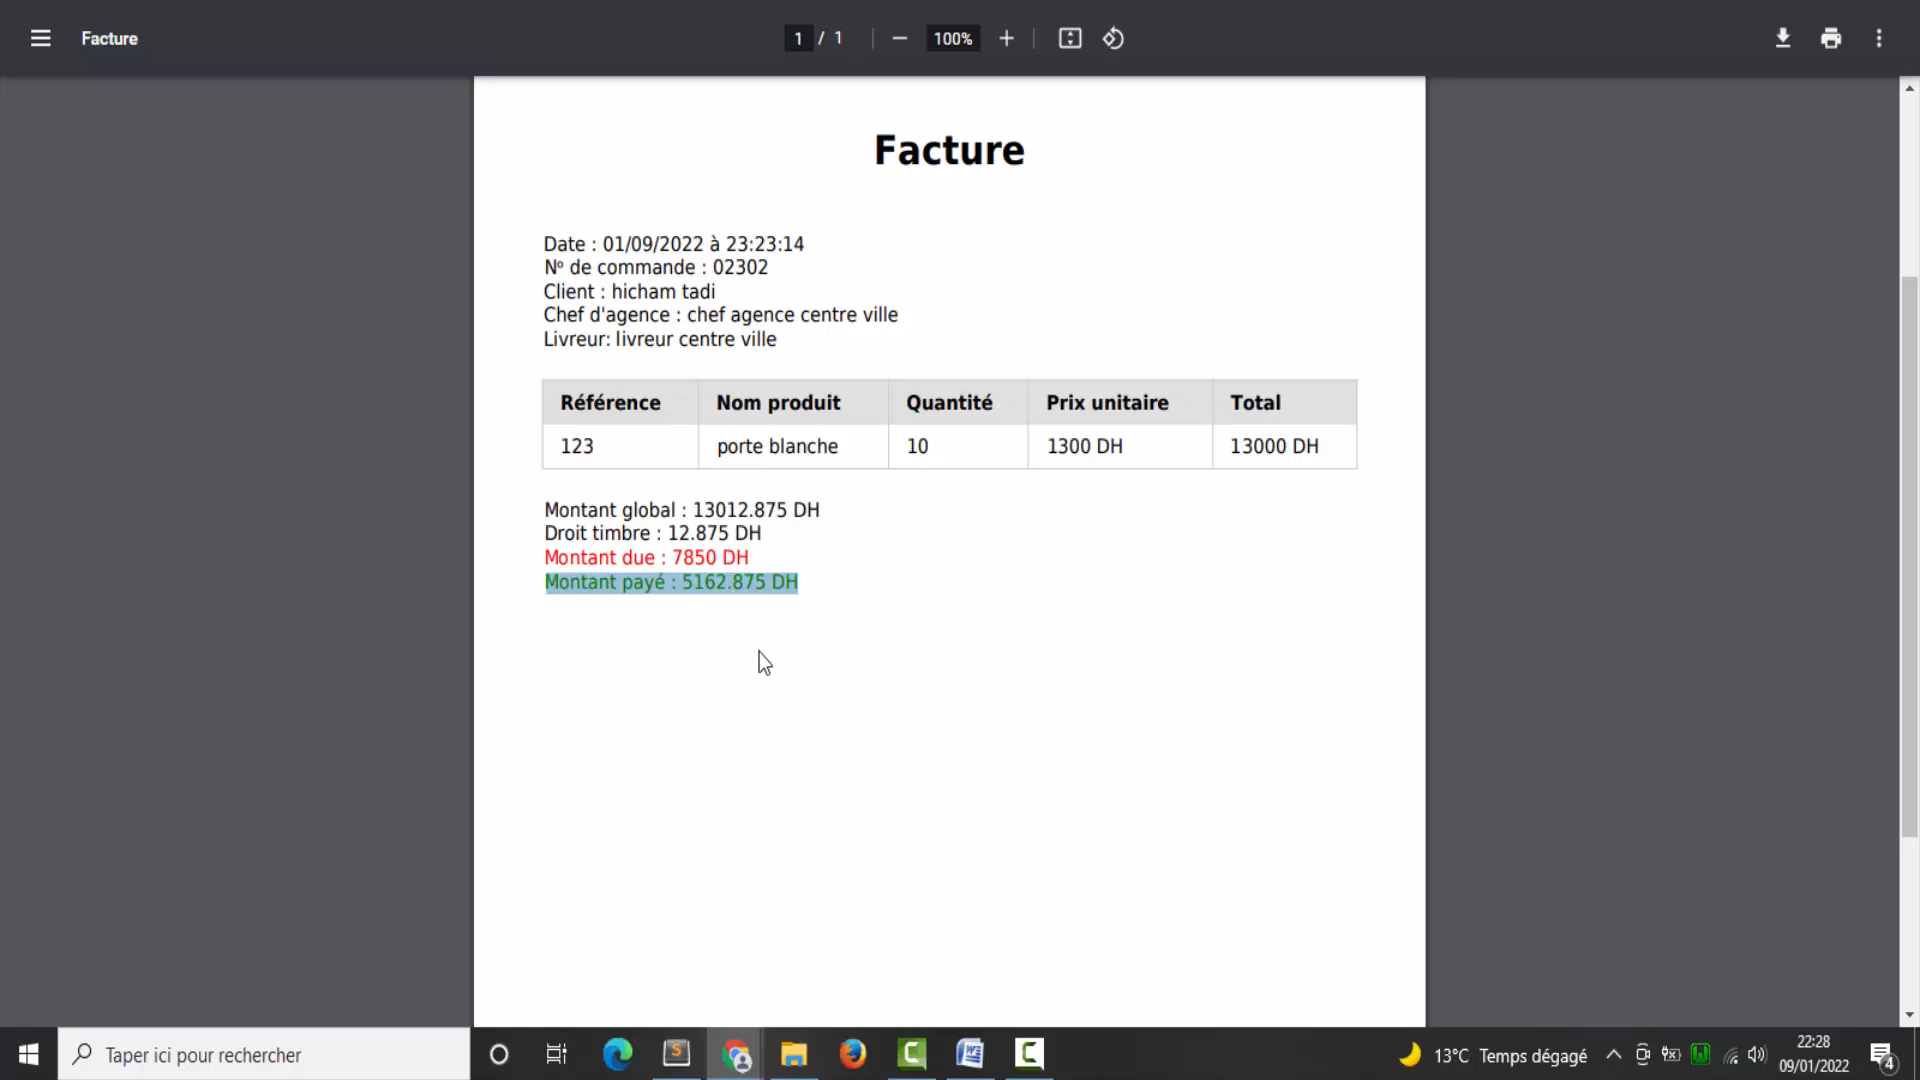 Facture
1 / 1
100%
Facture
Date : 01/09/2022 à 23:23:14
Nº de commande : 02302
Client : hicham tadi
Chef d'agence : chef agence centre ville
Livreur: livreur centre ville
Référence Nom produit Quantité Prix unitaire Total
123 porte blanche 10 1300 DH 13000 DH
Montant global : 13012.875 DH
Droit timbre : 12.875 DH
Montant due : 7850 DH
Montant payé : 5162.875 DH
Taper ici pour rechercher
13°C Temps dégagé
22:28
09/01/2022
4